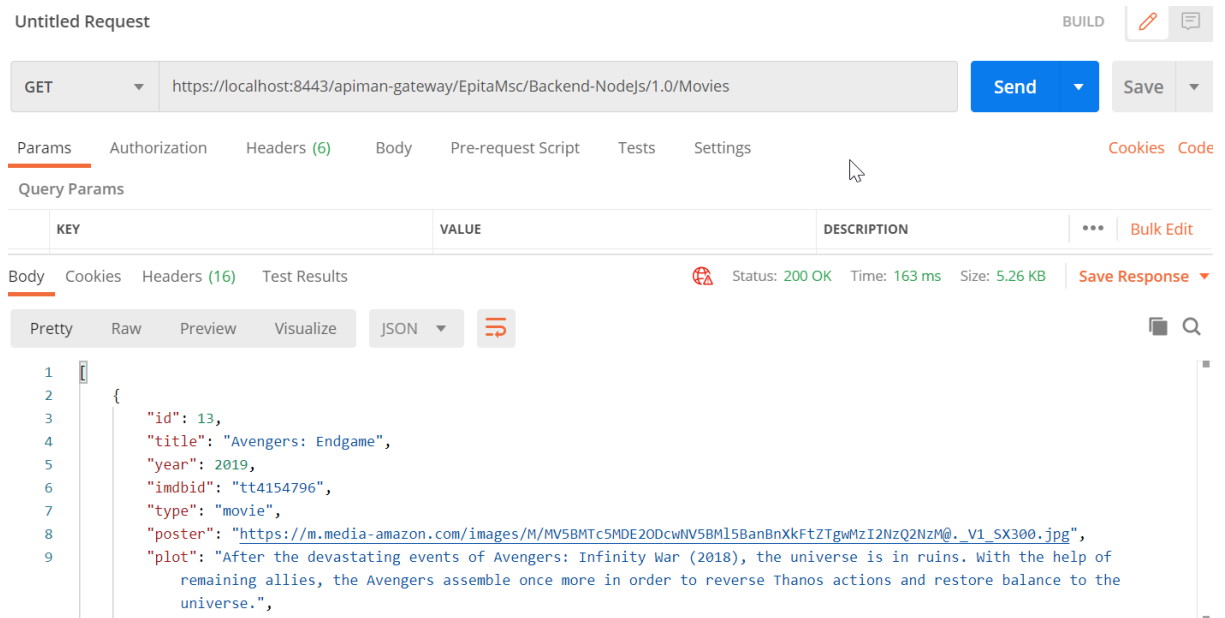 Untitled Request BUILD
GET https://localhost:8443/apiman-gateway/EpitaMsc/Backend-NodeJs/1.0/Movies Send Save
Params Authorization Headers (6) Body Pre-request Script Tests Settings Cookies Code
Query Params
KEY VALUE DESCRIPTION ••• Bulk Edit
Body Cookies Headers (16) Test Results Status: 200 OK Time: 163 ms Size: 5.26 KB Save Response
Pretty Raw Preview Visualize JSON
1 [
2 {
3 "id": 13,
4 "title": "Avengers: Endgame",
5 "year": 2019,
6 "imdbid": "tt4154796",
7 "type": "movie",
8 "poster": "https://m.media-amazon.com/images/M/MV5BMTc5MDE2ODcwNV5BMl5BanBnXkFtZTgwMzI2NzQ2NzM@._V1_SX300.jpg",
9 "plot": "After the devastating events of Avengers: Infinity War (2018), the universe is in ruins. With the help of
remaining allies, the Avengers assemble once more in order to reverse Thanos actions and restore balance to the
universe.",